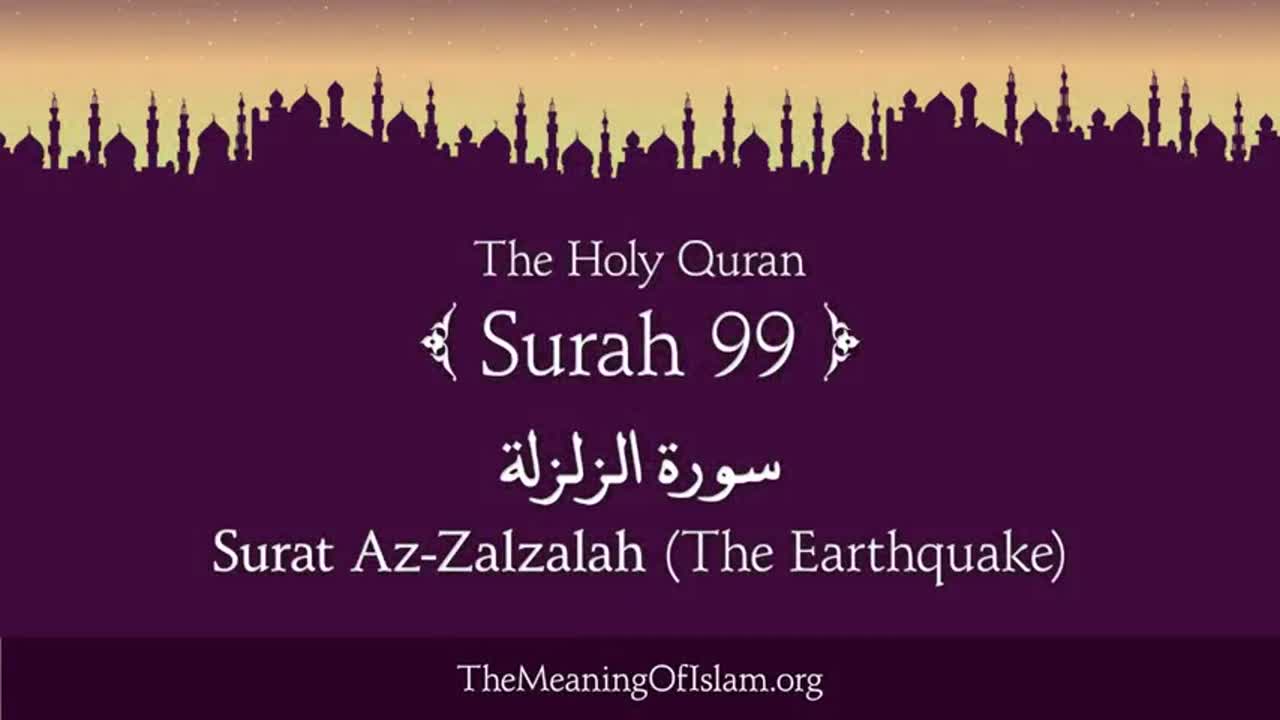 The Holy Quran
Surah 99
سورة الزلزلة
Surat Az-Zalzalah (The Earthquake)
TheMeaningOfIslam.org